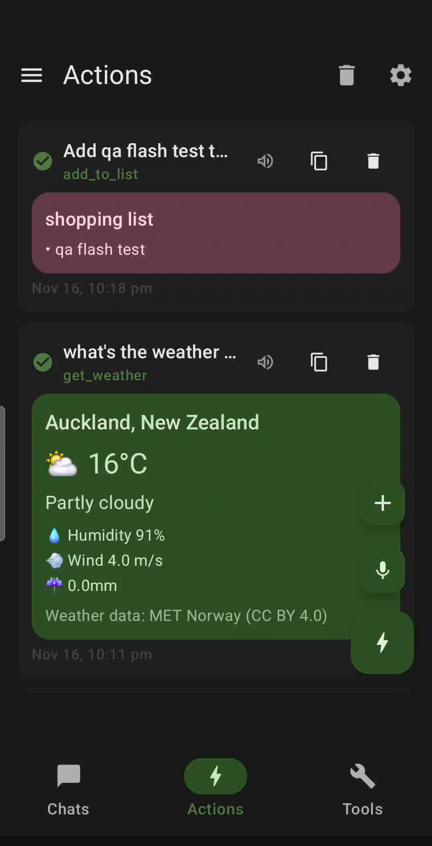 Actions
Add qa flash test t...
add_to_list
shopping list
• qa flash test
Nov 16, 10:18 pm
what's the weather ...
get_weather
Auckland, New Zealand
16°C
Partly cloudy
Humidity 91%
Wind 4.0 m/s
0.0mm
Weather data: MET Norway (CC BY 4.0)
Nov 16, 10:11 pm
Chats
Actions
Tools